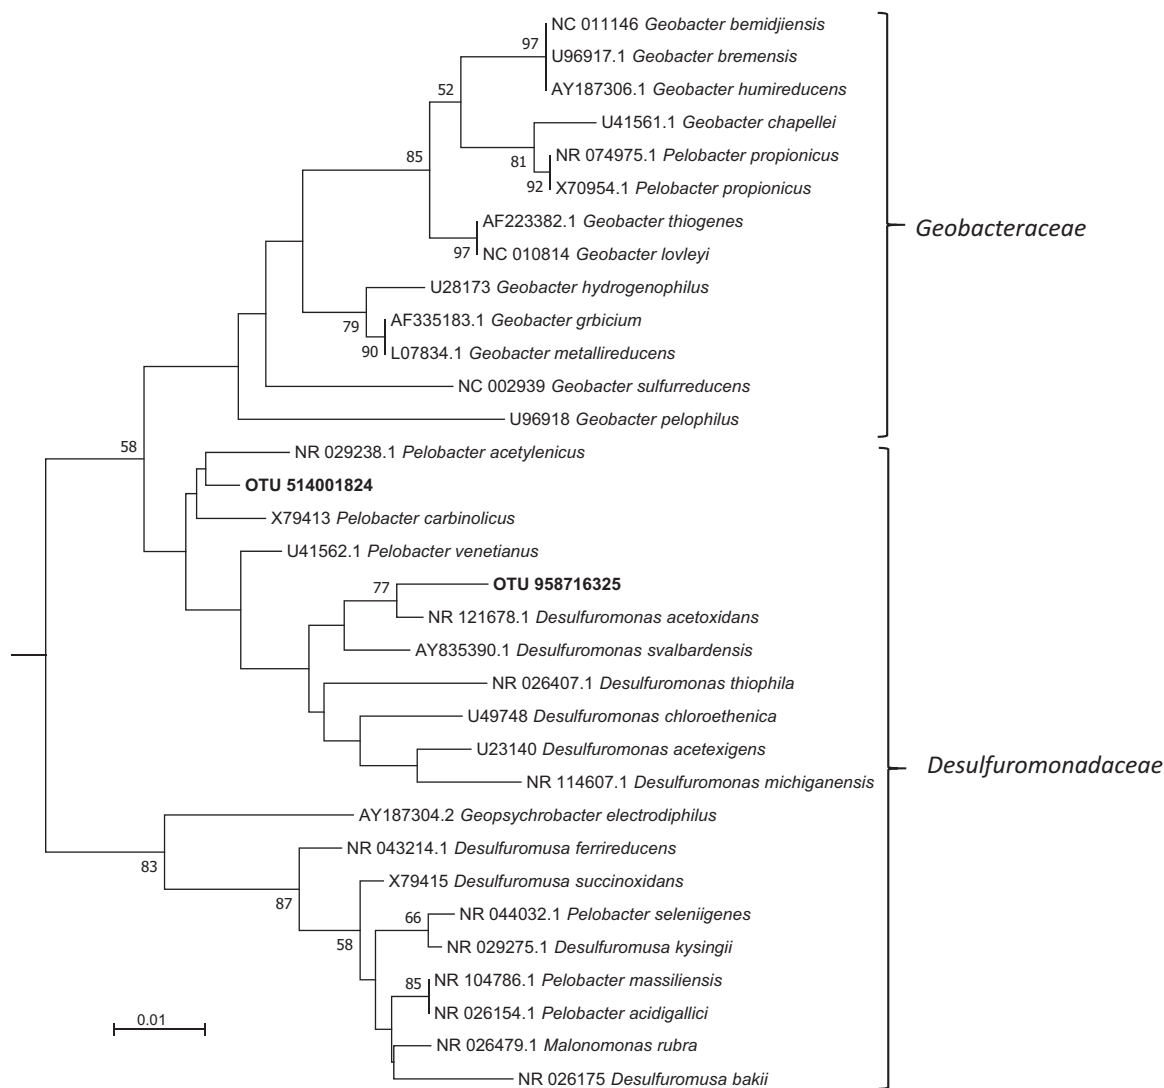 NC 011146 Geobacter bemidjiensis
97
U96917.1 Geobacter bremensis
AY187306.1 Geobacter humireducens
52
U41561.1 Geobacter chapellei
85
NR 074975.1 Pelobacter propionicus
81
92
X70954.1 Pelobacter propionicus
AF223382.1 Geobacter thiogenes
Geobacteraceae
97
NC 010814 Geobacter lovleyi
U28173 Geobacter hydrogenophilus
79
AF335183.1 Geobacter grbicium
90
L07834.1 Geobacter metallireducens
NC 002939 Geobacter sulfurreducens
U96918 Geobacter pelophilus
58
NR 029238.1 Pelobacter acetylenicus
OTU 514001824
X79413 Pelobacter carbinolicus
U41562.1 Pelobacter venetianus
77
OTU 958716325
NR 121678.1 Desulfuromonas acetoxidans
AY835390.1 Desulfuromonas svalbardensis
NR 026407.1 Desulfuromonas thiophila
U49748 Desulfuromonas chloroethenica
U23140 Desulfuromonas acetexigens
Desulfuromonadaceae
NR 114607.1 Desulfuromonas michiganensis
AY187304.2 Geopsychrobacter electrodiphilus
83
NR 043214.1 Desulfuromusa ferrireducens
87
X79415 Desulfuromusa succinoxidans
66
NR 044032.1 Pelobacter seleniigenes
58
NR 029275.1 Desulfuromusa kysingii
85
NR 104786.1 Pelobacter massiliensis
NR 026154.1 Pelobacter acidigallici
0.01
NR 026479.1 Malonomonas rubra
NR 026175 Desulfuromusa bakii